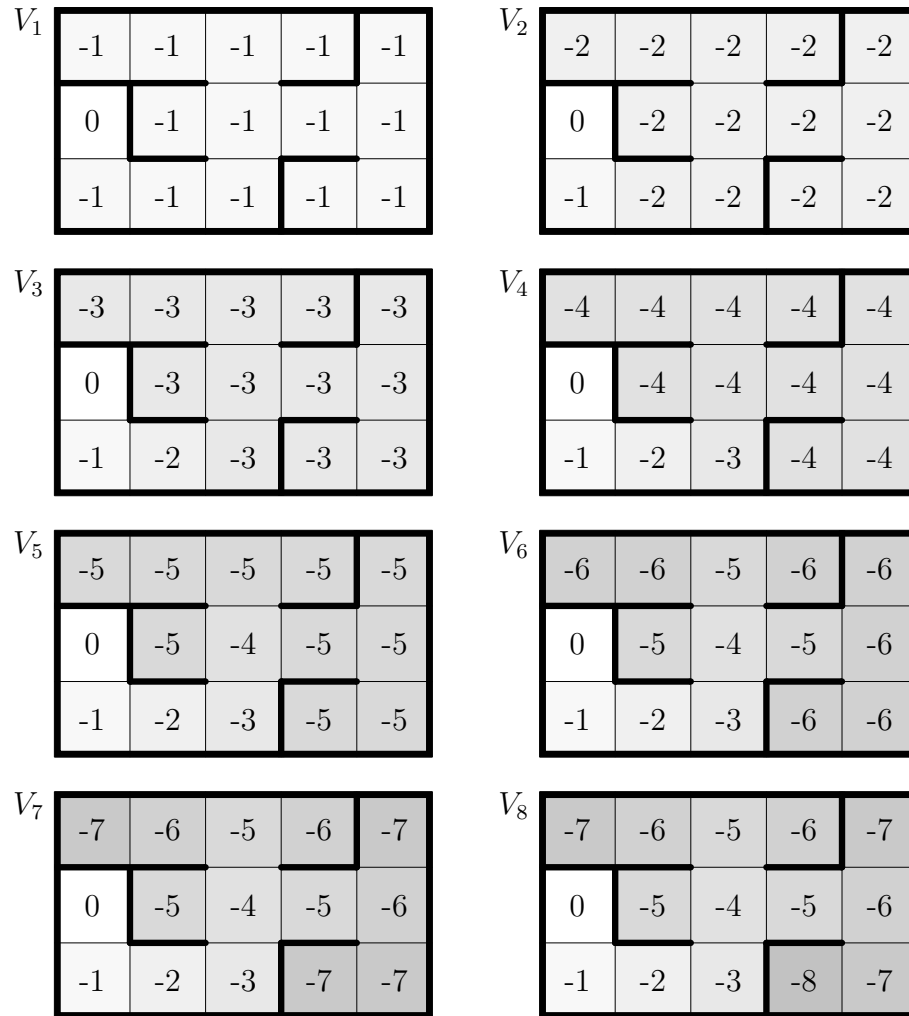 V1 V2
-1 -1 -1 -1 -1 -2 -2 -2 -2 -2
0 -1 -1 -1 -1 0 -2 -2 -2 -2
-1 -1 -1 -1 -1 -1 -2 -2 -2 -2
V3 V4
-3 -3 -3 -3 -3 -4 -4 -4 -4 -4
0 -3 -3 -3 -3 0 -4 -4 -4 -4
-1 -2 -3 -3 -3 -1 -2 -3 -4 -4
V5 V6
-5 -5 -5 -5 -5 -6 -6 -5 -6 -6
0 -5 -4 -5 -5 0 -5 -4 -5 -6
-1 -2 -3 -5 -5 -1 -2 -3 -6 -6
V7 V8
-7 -6 -5 -6 -7 -7 -6 -5 -6 -7
0 -5 -4 -5 -6 0 -5 -4 -5 -6
-1 -2 -3 -7 -7 -1 -2 -3 -8 -7